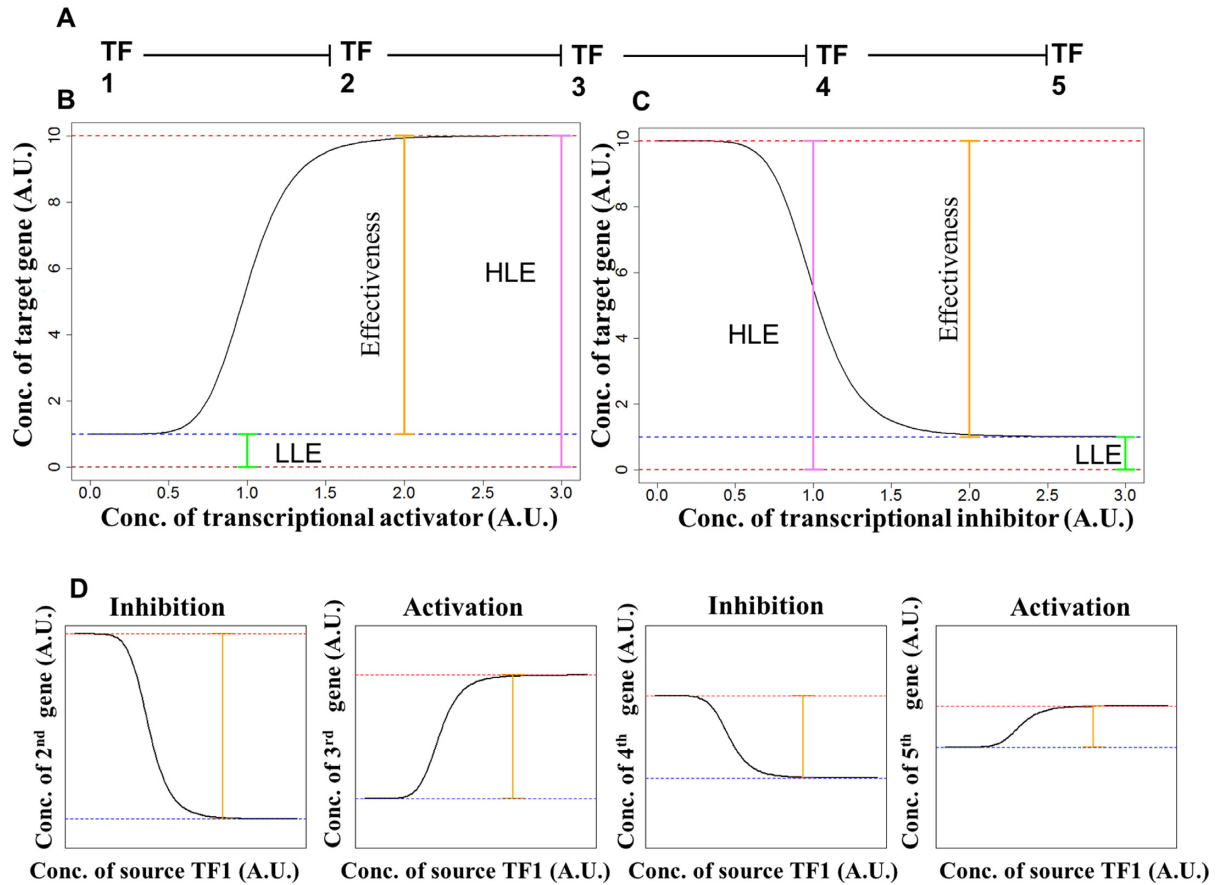 A
TF 1 TF 2 TF 3 TF 4 TF 5
B
Conc. of target gene (A.U.)
10
8
6
4
2
0
Effectiveness
HLE
LLE
0.0 0.5 1.0 1.5 2.0 2.5 3.0
Conc. of transcriptional activator (A.U.)
C
Conc. of target gene (A.U.)
10
8
6
4
2
0
HLE
Effectiveness
LLE
0.0 0.5 1.0 1.5 2.0 2.5 3.0
Conc. of transcriptional inhibitor (A.U.)
D
Inhibition
Conc. of 2nd gene (A.U.)
Conc. of source TF1 (A.U.)
Activation
Conc. of 3rd gene (A.U.)
Conc. of source TF1 (A.U.)
Inhibition
Conc. of 4th gene (A.U.)
Conc. of source TF1 (A.U.)
Activation
Conc. of 5th gene (A.U.)
Conc. of source TF1 (A.U.)